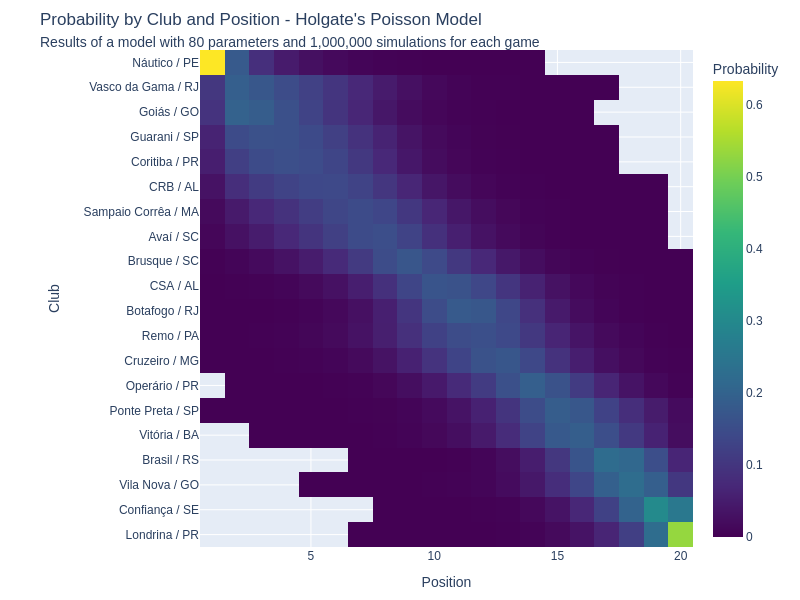 Probability by Club and Position - Holgate's Poisson Model
Results of a model with 80 parameters and 1,000,000 simulations for each game
Probability
Náutico / PE
Vasco da Gama / RJ
Goiás / GO
Guarani / SP
Coritiba / PR
CRB / AL
Sampaio Corrêa / MA
Avaí / SC
Brusque / SC
CSA / AL
Botafogo / RJ
Remo / PA
Cruzeiro / MG
Operário / PR
Ponte Preta / SP
Vitória / BA
Brasil / RS
Vila Nova / GO
Confiança / SE
Londrina / PR
Club
5
10
15
20
Position
0.6
0.5
0.4
0.3
0.2
0.1
0